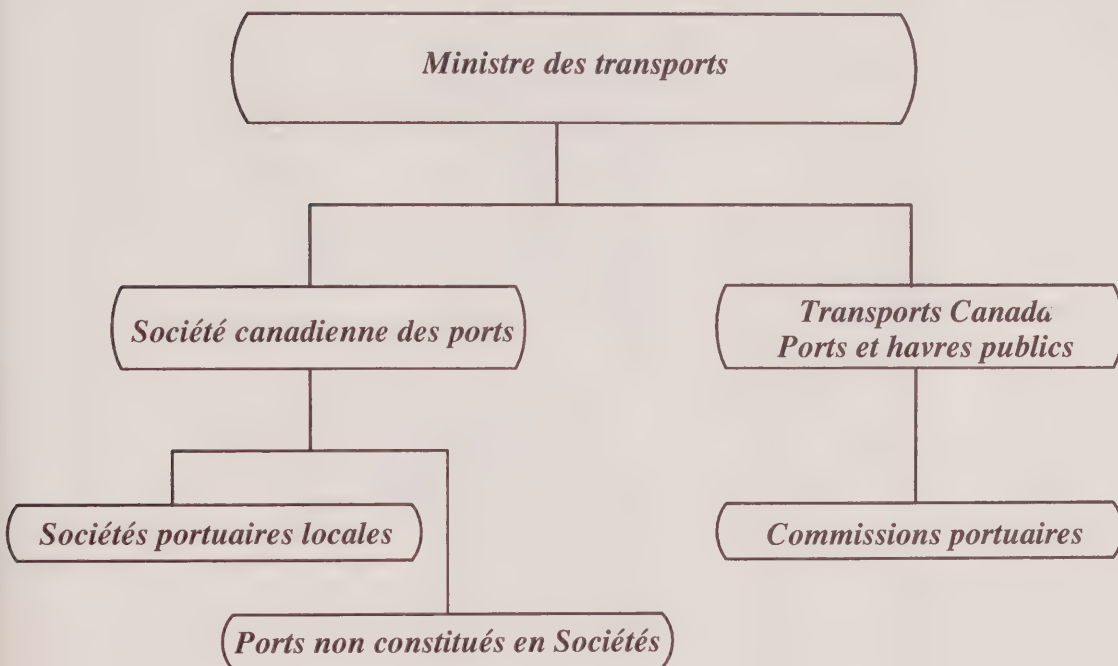 Ministre des transports
Société canadienne des ports
Transports Canada
Ports et havres publics
Sociétés portuaires locales
Commissions portuaires
Ports non constitués en Sociétés